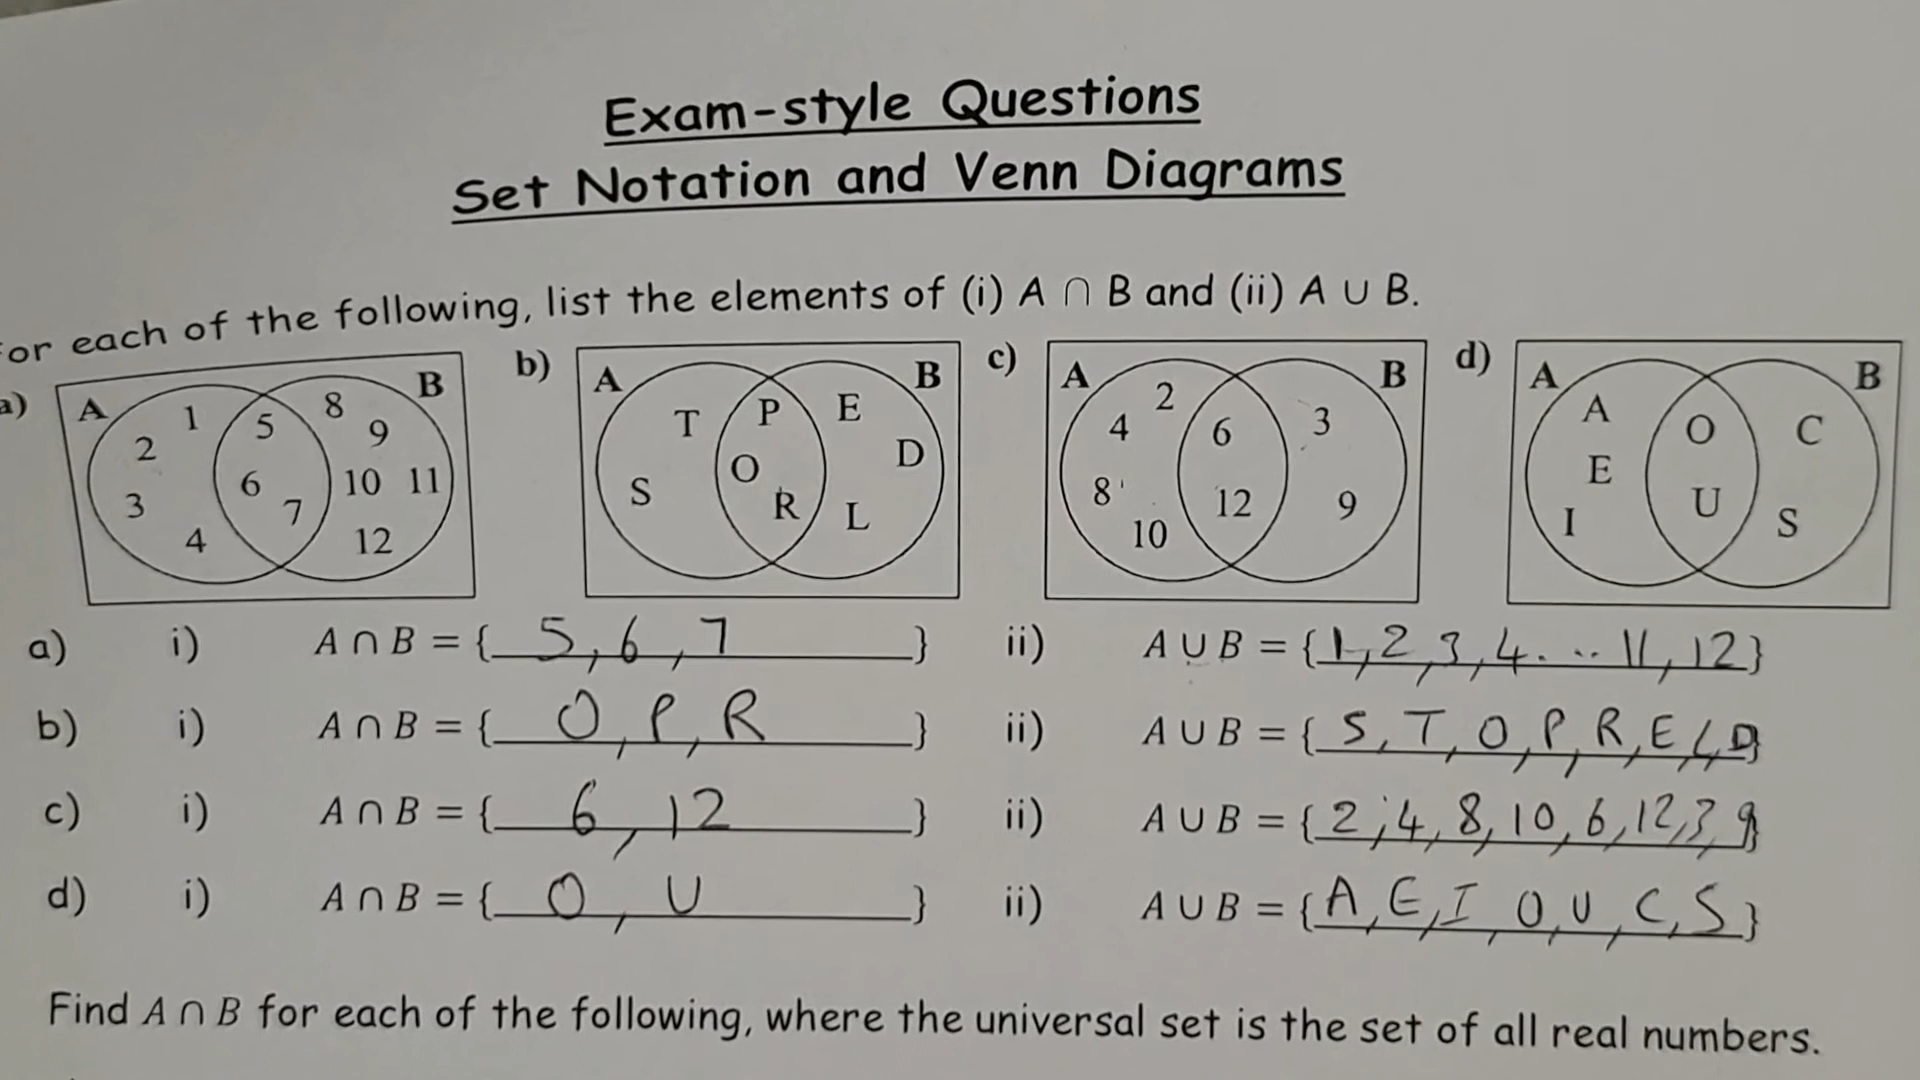 Exam-style Questions
Set Notation and Venn Diagrams
or each of the following, list the elements of (i) A ∩ B and (ii) A ∪ B.
a) A B 1 2 3 4 5 6 7 8 9 10 11 12
b) A B T S P O R E D L
c) A B 2 4 8 10 6 12 3 9
d) A B A E I O U C S
a) i) A ∩ B = { 5, 6, 7 } ii) A ∪ B = { 1, 2, 3, 4. .. 11, 12}
b) i) A ∩ B = { O, P, R } ii) A ∪ B = { S, T, O, P, R, E, L, D}
c) i) A ∩ B = { 6, 12 } ii) A ∪ B = { 2, 4, 8, 10, 6, 12, 3, 9}
d) i) A ∩ B = { O, U } ii) A ∪ B = {A, E, I, O, U, C, S}
Find A ∩ B for each of the following, where the universal set is the set of all real numbers.